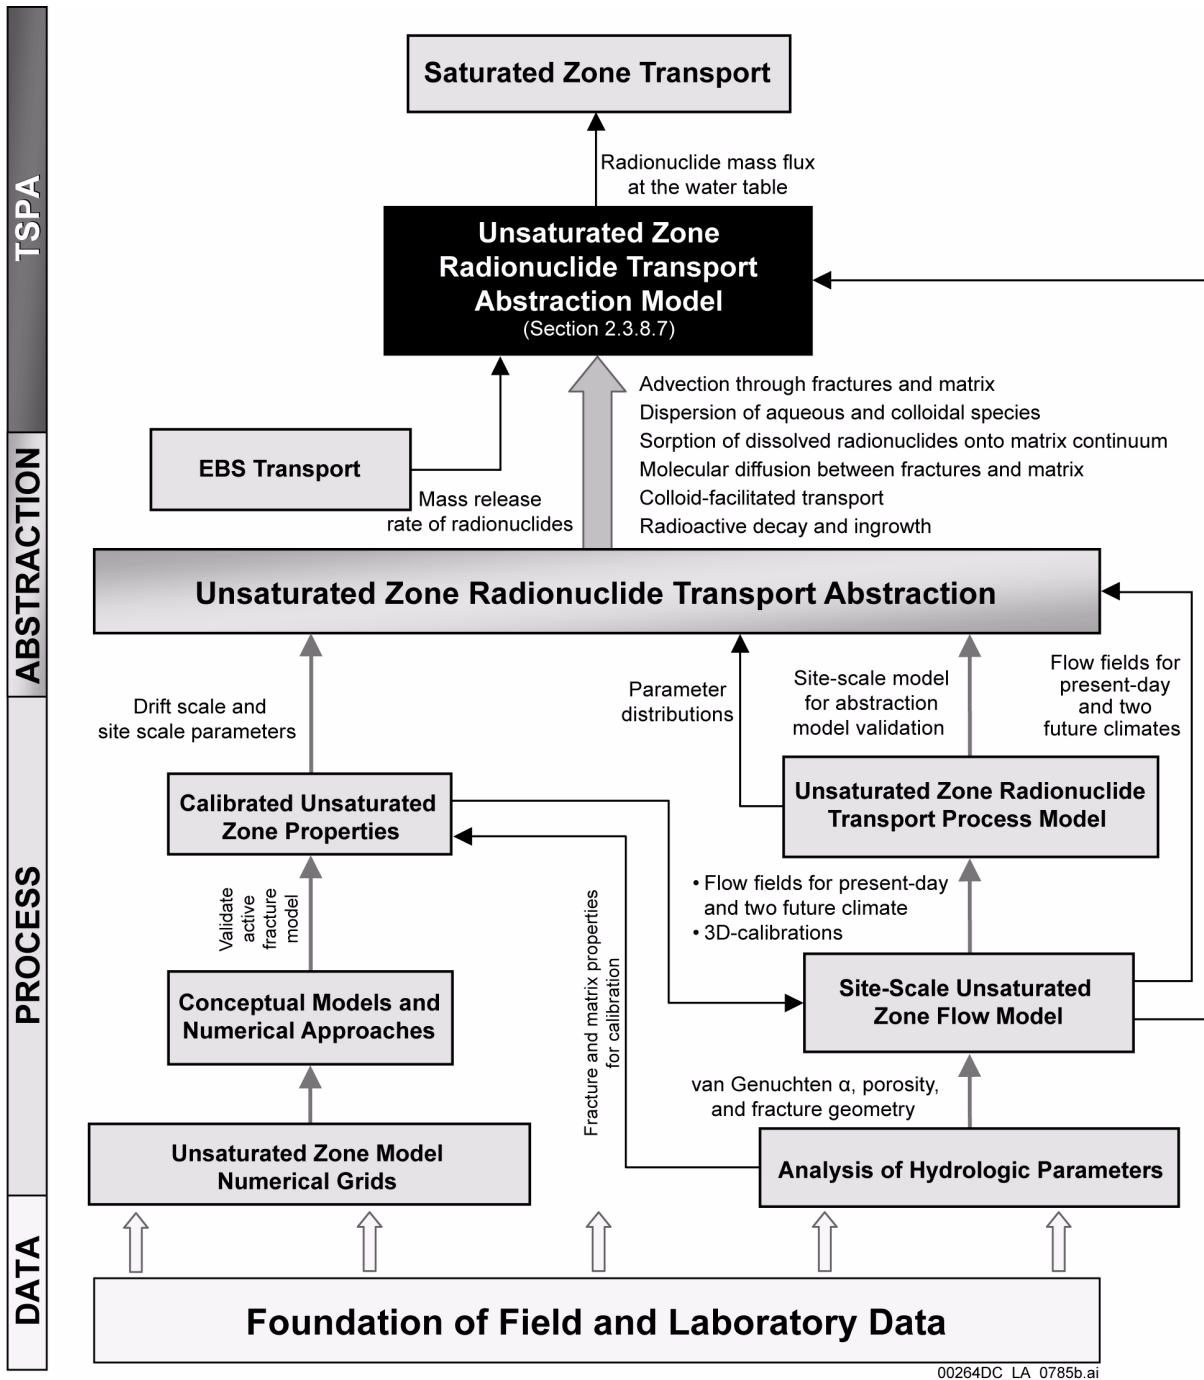 TSPA
ABSTRACTION
PROCESS
DATA
Saturated Zone Transport
Radionuclide mass flux
at the water table
Unsaturated Zone
Radionuclide Transport
Abstraction Model
(Section 2.3.8.7)
EBS Transport
Mass release
rate of radionuclides
Advection through fractures and matrix
Dispersion of aqueous and colloidal species
Sorption of dissolved radionuclides onto matrix continuum
Molecular diffusion between fractures and matrix
Colloid-facilitated transport
Radioactive decay and ingrowth
Unsaturated Zone Radionuclide Transport Abstraction
Drift scale and
site scale parameters
Parameter
distributions
Site-scale model
for abstraction
model validation
Flow fields for
present-day
and two
future climates
Calibrated Unsaturated
Zone Properties
Unsaturated Zone Radionuclide
Transport Process Model
Validate
active
fracture
model
• Flow fields for present-day
and two future climate
• 3D-calibrations
Fracture and matrix properties
for calibration
Conceptual Models and
Numerical Approaches
Site-Scale Unsaturated
Zone Flow Model
van Genuchten α, porosity,
and fracture geometry
Unsaturated Zone Model
Numerical Grids
Analysis of Hydrologic Parameters
Foundation of Field and Laboratory Data
00264DC_LA_0785b.ai